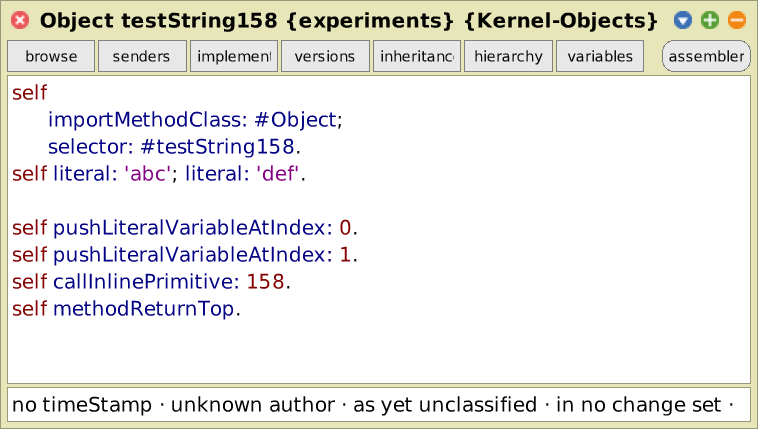 Object testString158 {experiments} {Kernel-Objects}
browse senders implement versions inheritanc hierarchy variables assembler
self
importMethodClass: #Object;
selector: #testString158.
self literal: 'abc'; literal: 'def'.
self pushLiteralVariableAtIndex: 0.
self pushLiteralVariableAtIndex: 1.
self callInlinePrimitive: 158.
self methodReturnTop.
no timeStamp · unknown author · as yet unclassified · in no change set ·